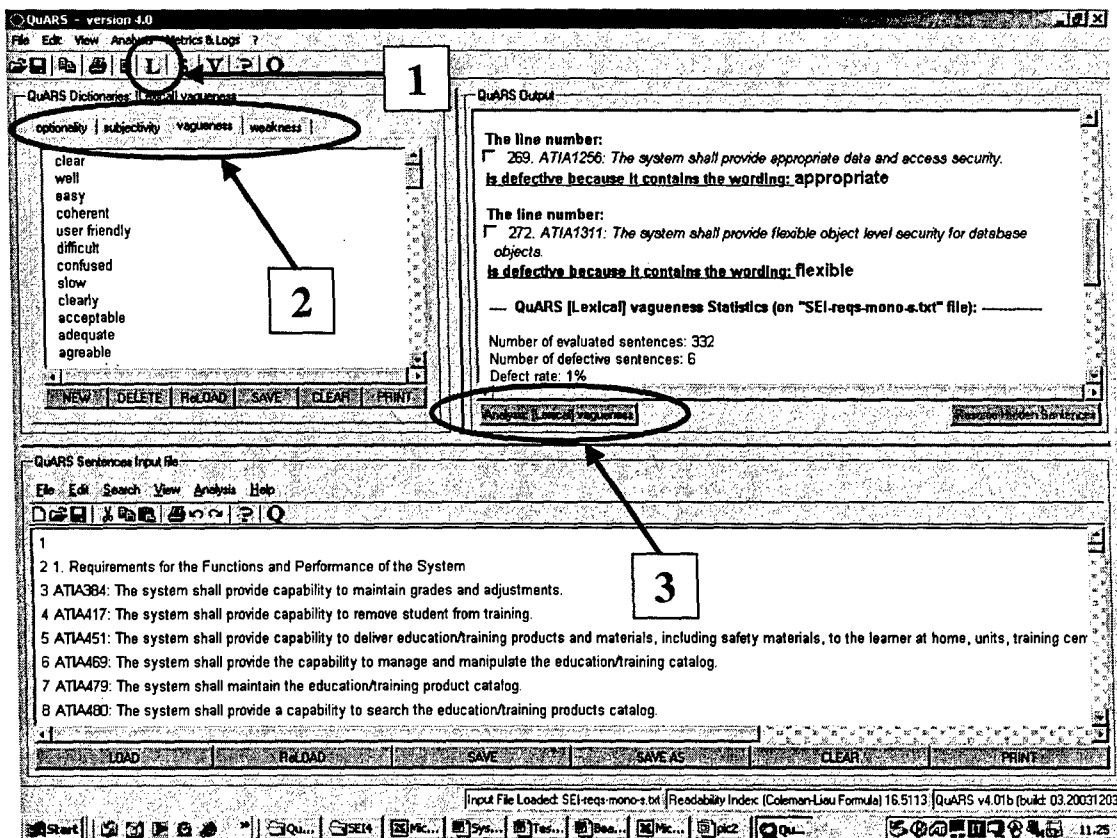 QuARS - version 4.0
File Edit View Analysis Metrics & Logs ?
L S V ? Q
1
QuARS Dictionaries: [Lexical] vagueness
optionality subjectivity vagueness weakness
clear
well
easy
coherent
user friendly
difficult
confused
slow
clearly
acceptable
adequate
agreable
2
NEW DELETE ReLOAD SAVE CLEAR PRINT
QuARS Output
The line number:
269. ATIA1256: The system shall provide appropriate data and access security.
is defective because it contains the wording: appropriate
The line number:
272. ATIA1311: The system shall provide flexible object level security for database
objects.
is defective because it contains the wording: flexible
---- QuARS [Lexical] vagueness Statistics (on "SEI-reqs-mono-s.txt" file): --------
Number of evaluated sentences: 332
Number of defective sentences: 6
Defect rate: 1%
Analysis: [Lexical] vagueness
Resume Hidden Sentences
3
QuARS Sentences Input file
File Edit Search View Analysis Help
? Q
1
2 1. Requirements for the Functions and Performance of the System
3 ATIA384: The system shall provide capability to maintain grades and adjustments.
4 ATIA417: The system shall provide capability to remove student from training.
5 ATIA451: The system shall provide capability to deliver education/training products and materials, including safety materials, to the learner at home, units, training cen
6 ATIA469: The system shall provide the capability to manage and manipulate the education/training catalog.
7 ATIA479: The system shall maintain the education/training product catalog.
8 ATIA480: The system shall provide a capability to search the education/training products catalog.
LOAD ReLOAD SAVE SAVE AS CLEAR PRINT
Input File Loaded: SEI-reqs-mono-s.txt Readability Index: (Coleman-Liau Formula) 16.5113 QuARS v4.01b (build: 03.20031203
Start Qu... SEI4 Mic... Sys... Tes... Boa... Mic... pic2 Qu...